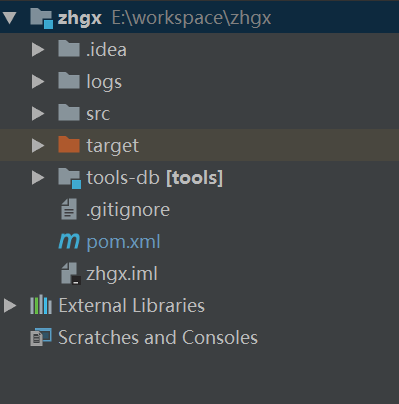 zhgx E:\workspace\zhgx
.idea
logs
src
target
tools-db [tools]
.gitignore
pom.xml
zhgx.iml
External Libraries
Scratches and Consoles